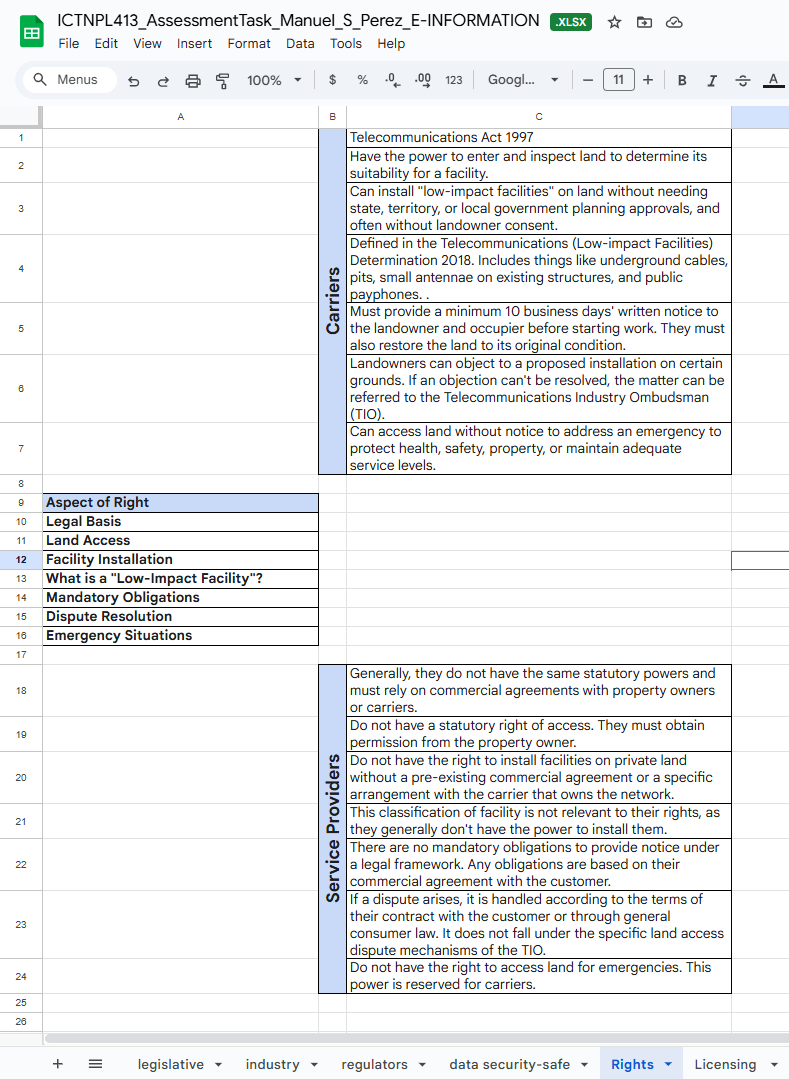 ICTNPL413_AssessmentTask_Manuel_S_Perez_E-INFORMATION .XLSX
File Edit View Insert Format Data Tools Help
Menus 100% $ % .0 .00 123 Googl... 11 B I S A
A B C
1 Telecommunications Act 1997
2 Have the power to enter and inspect land to determine its
suitability for a facility.
3 Can install "low-impact facilities" on land without needing
state, territory, or local government planning approvals, and
often without landowner consent.
4 Defined in the Telecommunications (Low-impact Facilities)
Determination 2018. Includes things like underground cables,
pits, small antennae on existing structures, and public
payphones. .
Carriers
5 Must provide a minimum 10 business days' written notice to
the landowner and occupier before starting work. They must
also restore the land to its original condition.
6 Landowners can object to a proposed installation on certain
grounds. If an objection can't be resolved, the matter can be
referred to the Telecommunications Industry Ombudsman
(TIO).
7 Can access land without notice to address an emergency to
protect health, safety, property, or maintain adequate
service levels.
8
9 Aspect of Right
10 Legal Basis
11 Land Access
12 Facility Installation
13 What is a "Low-Impact Facility"?
14 Mandatory Obligations
15 Dispute Resolution
16 Emergency Situations
17
18 Generally, they do not have the same statutory powers and
must rely on commercial agreements with property owners
or carriers.
19 Do not have a statutory right of access. They must obtain
permission from the property owner.
20 Do not have the right to install facilities on private land
without a pre-existing commercial agreement or a specific
arrangement with the carrier that owns the network.
21 This classification of facility is not relevant to their rights, as
they generally don't have the power to install them.
Service Providers
22 There are no mandatory obligations to provide notice under
a legal framework. Any obligations are based on their
commercial agreement with the customer.
23 If a dispute arises, it is handled according to the terms of
their contract with the customer or through general
consumer law. It does not fall under the specific land access
dispute mechanisms of the TIO.
24 Do not have the right to access land for emergencies. This
power is reserved for carriers.
25
26
legislative industry regulators data security-safe Rights Licensing